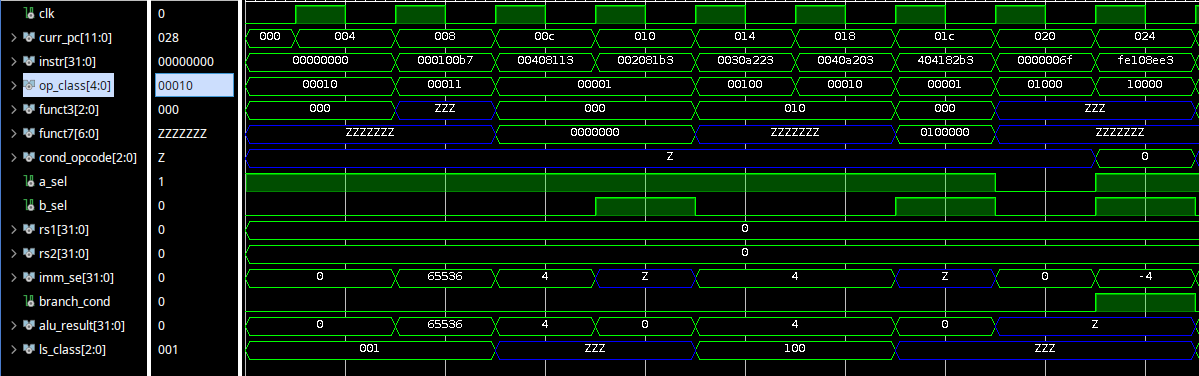 clk 0
curr_pc[11:0] 028 000 004 008 00c 010 014 018 01c 020 024
instr[31:0] 00000000 00000000 000100b7 00408113 002081b3 0030a223 0040a203 404182b3 0000006f fe108ee3
op_class[4:0] 00010 00010 00011 00001 00100 00010 00001 01000 10000
funct3[2:0] 000 000 ZZZ 000 010 000 ZZZ
funct7[6:0] ZZZZZZZ ZZZZZZZ 0000000 ZZZZZZZ 0100000 ZZZZZZZ
cond_opcode[2:0] Z Z 0
a_sel 1
b_sel 0
rs1[31:0] 0 0
rs2[31:0] 0 0
imm_se[31:0] 0 0 65536 4 Z 4 Z 0 -4
branch_cond 0
alu_result[31:0] 0 0 65536 4 0 4 0 Z
ls_class[2:0] 001 001 ZZZ 100 ZZZ